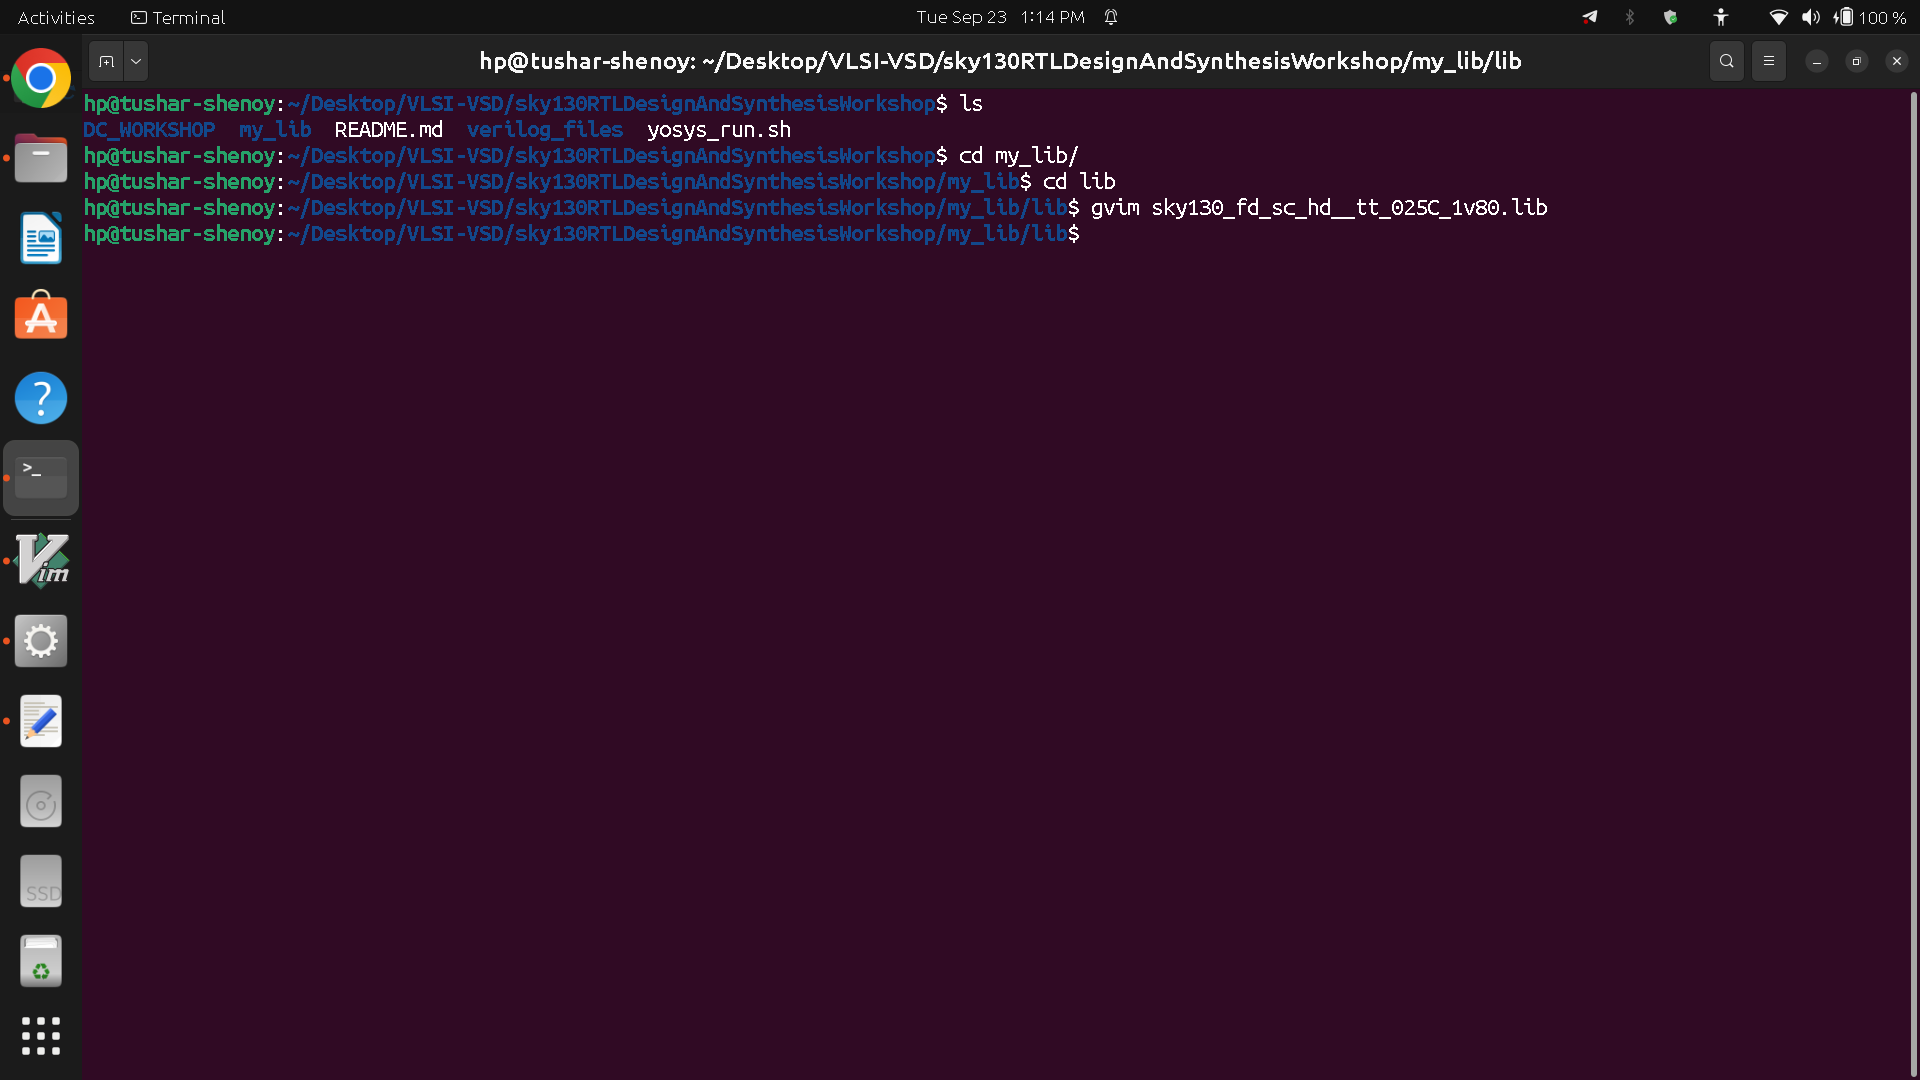 Activities Terminal Tue Sep 23 1:14 PM 100 %
hp@tushar-shenoy: ~/Desktop/VLSI-VSD/sky130RTLDesignAndSynthesisWorkshop/my_lib/lib
hp@tushar-shenoy:~/Desktop/VLSI-VSD/sky130RTLDesignAndSynthesisWorkshop$ ls
DC_WORKSHOP my_lib README.md verilog_files yosys_run.sh
hp@tushar-shenoy:~/Desktop/VLSI-VSD/sky130RTLDesignAndSynthesisWorkshop$ cd my_lib/
hp@tushar-shenoy:~/Desktop/VLSI-VSD/sky130RTLDesignAndSynthesisWorkshop/my_lib$ cd lib
hp@tushar-shenoy:~/Desktop/VLSI-VSD/sky130RTLDesignAndSynthesisWorkshop/my_lib/lib$ gvim sky130_fd_sc_hd__tt_025C_1v80.lib
hp@tushar-shenoy:~/Desktop/VLSI-VSD/sky130RTLDesignAndSynthesisWorkshop/my_lib/lib$
?
>_
Vim
SSD